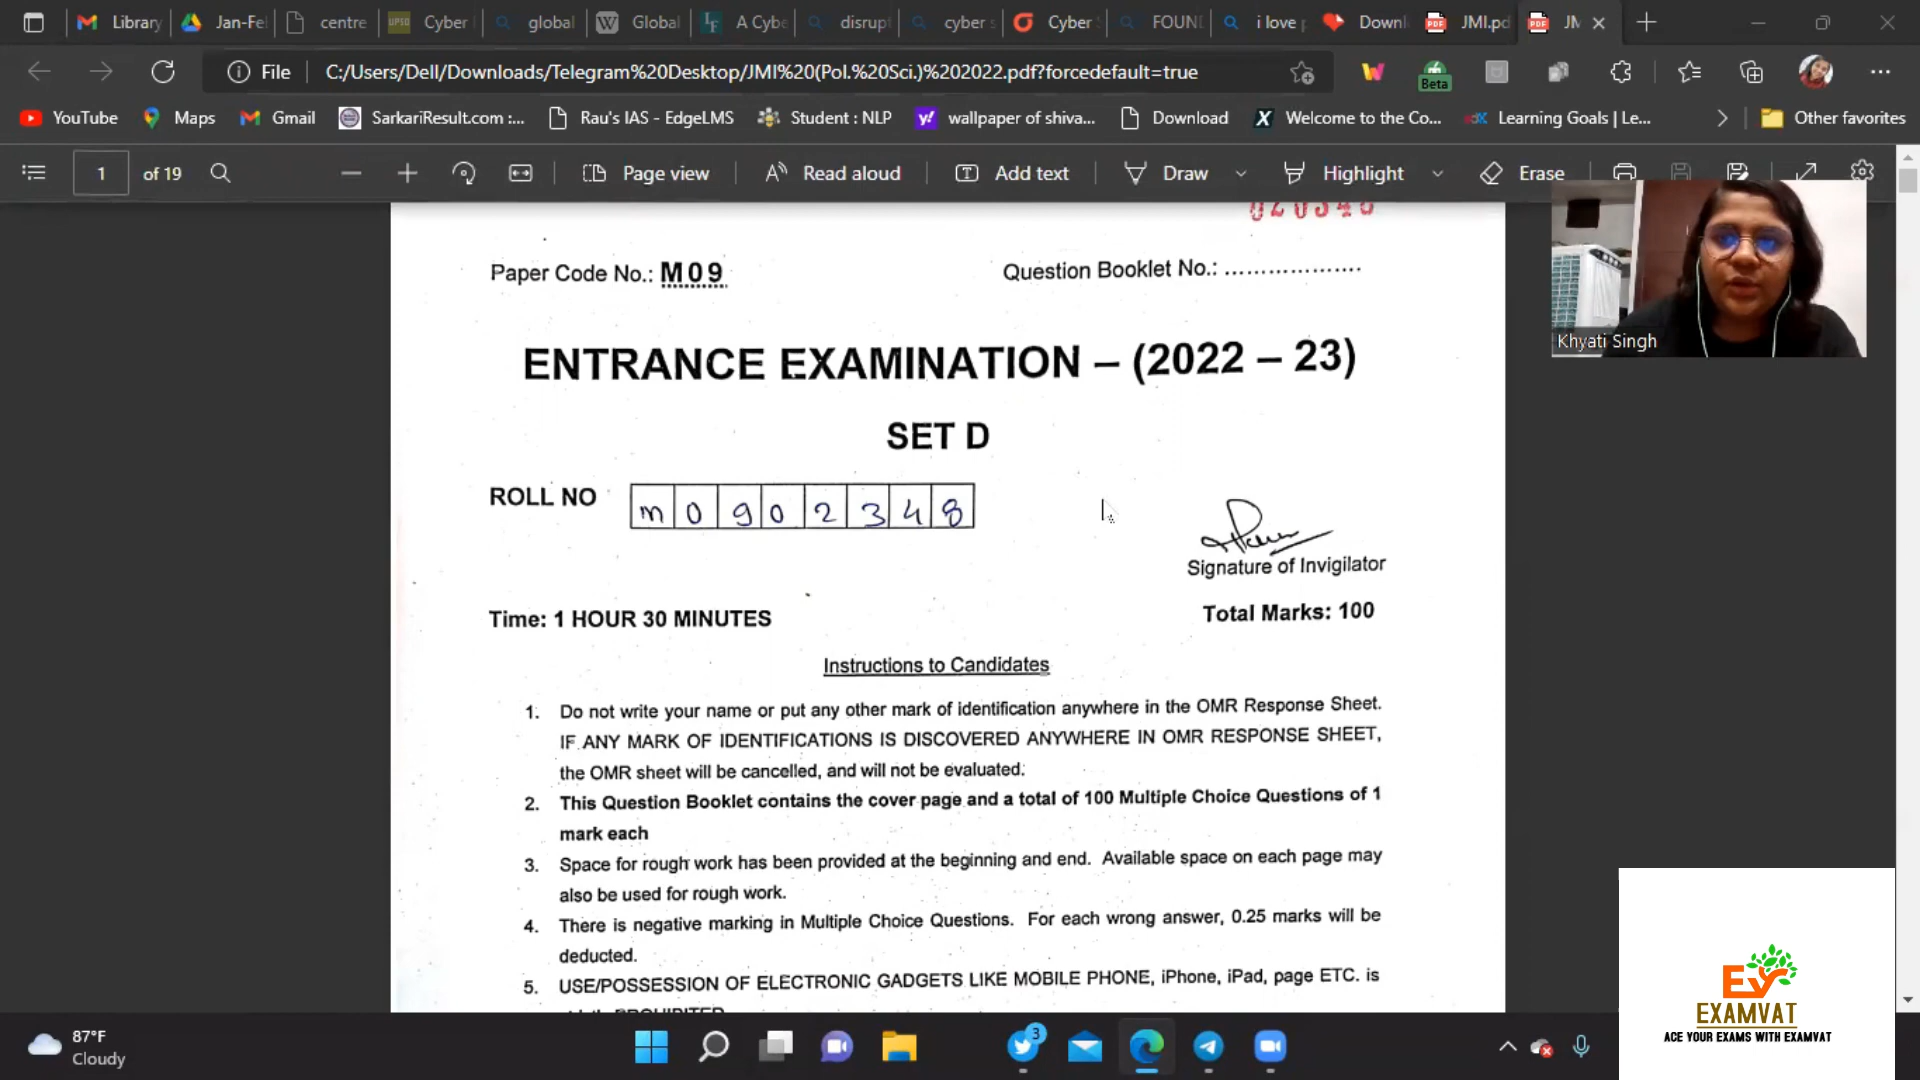 Library
Jan-Fe
centre
Cyber
global
Global
A Cybe
disrup
cyber s
Cyber
FOUN
i love
Downl
JMI.pd
JM
File
C:/Users/Dell/Downloads/Telegram%20Desktop/JMI%20(Pol.%20Sci.)%202022.pdf?forcedefault=true
Beta
YouTube
Maps
Gmail
SarkariResult.com :...
Rau's IAS - EdgeLMS
Student : NLP
wallpaper of shiva...
Download
Welcome to the Co...
Learning Goals | Le...
Other favorites
1 of 19
Page view
Read aloud
Add text
Draw
Highlight
Erase
Paper Code No.: M09
Question Booklet No.: ....................
ENTRANCE EXAMINATION – (2022 – 23)
SET D
ROLL NO m0902348
Signature of Invigilator
Time: 1 HOUR 30 MINUTES
Total Marks: 100
Instructions to Candidates
1. Do not write your name or put any other mark of identification anywhere in the OMR Response Sheet.
IF ANY MARK OF IDENTIFICATIONS IS DISCOVERED ANYWHERE IN OMR RESPONSE SHEET,
the OMR sheet will be cancelled, and will not be evaluated.
2. This Question Booklet contains the cover page and a total of 100 Multiple Choice Questions of 1
mark each
3. Space for rough work has been provided at the beginning and end. Available space on each page may
also be used for rough work.
4. There is negative marking in Multiple Choice Questions. For each wrong answer, 0.25 marks will be
deducted.
5. USE/POSSESSION OF ELECTRONIC GADGETS LIKE MOBILE PHONE, iPhone, iPad, page ETC. is
Khyati Singh
EXAMVAT
ACE YOUR EXAMS WITH EXAMVAT
87°F
Cloudy
3